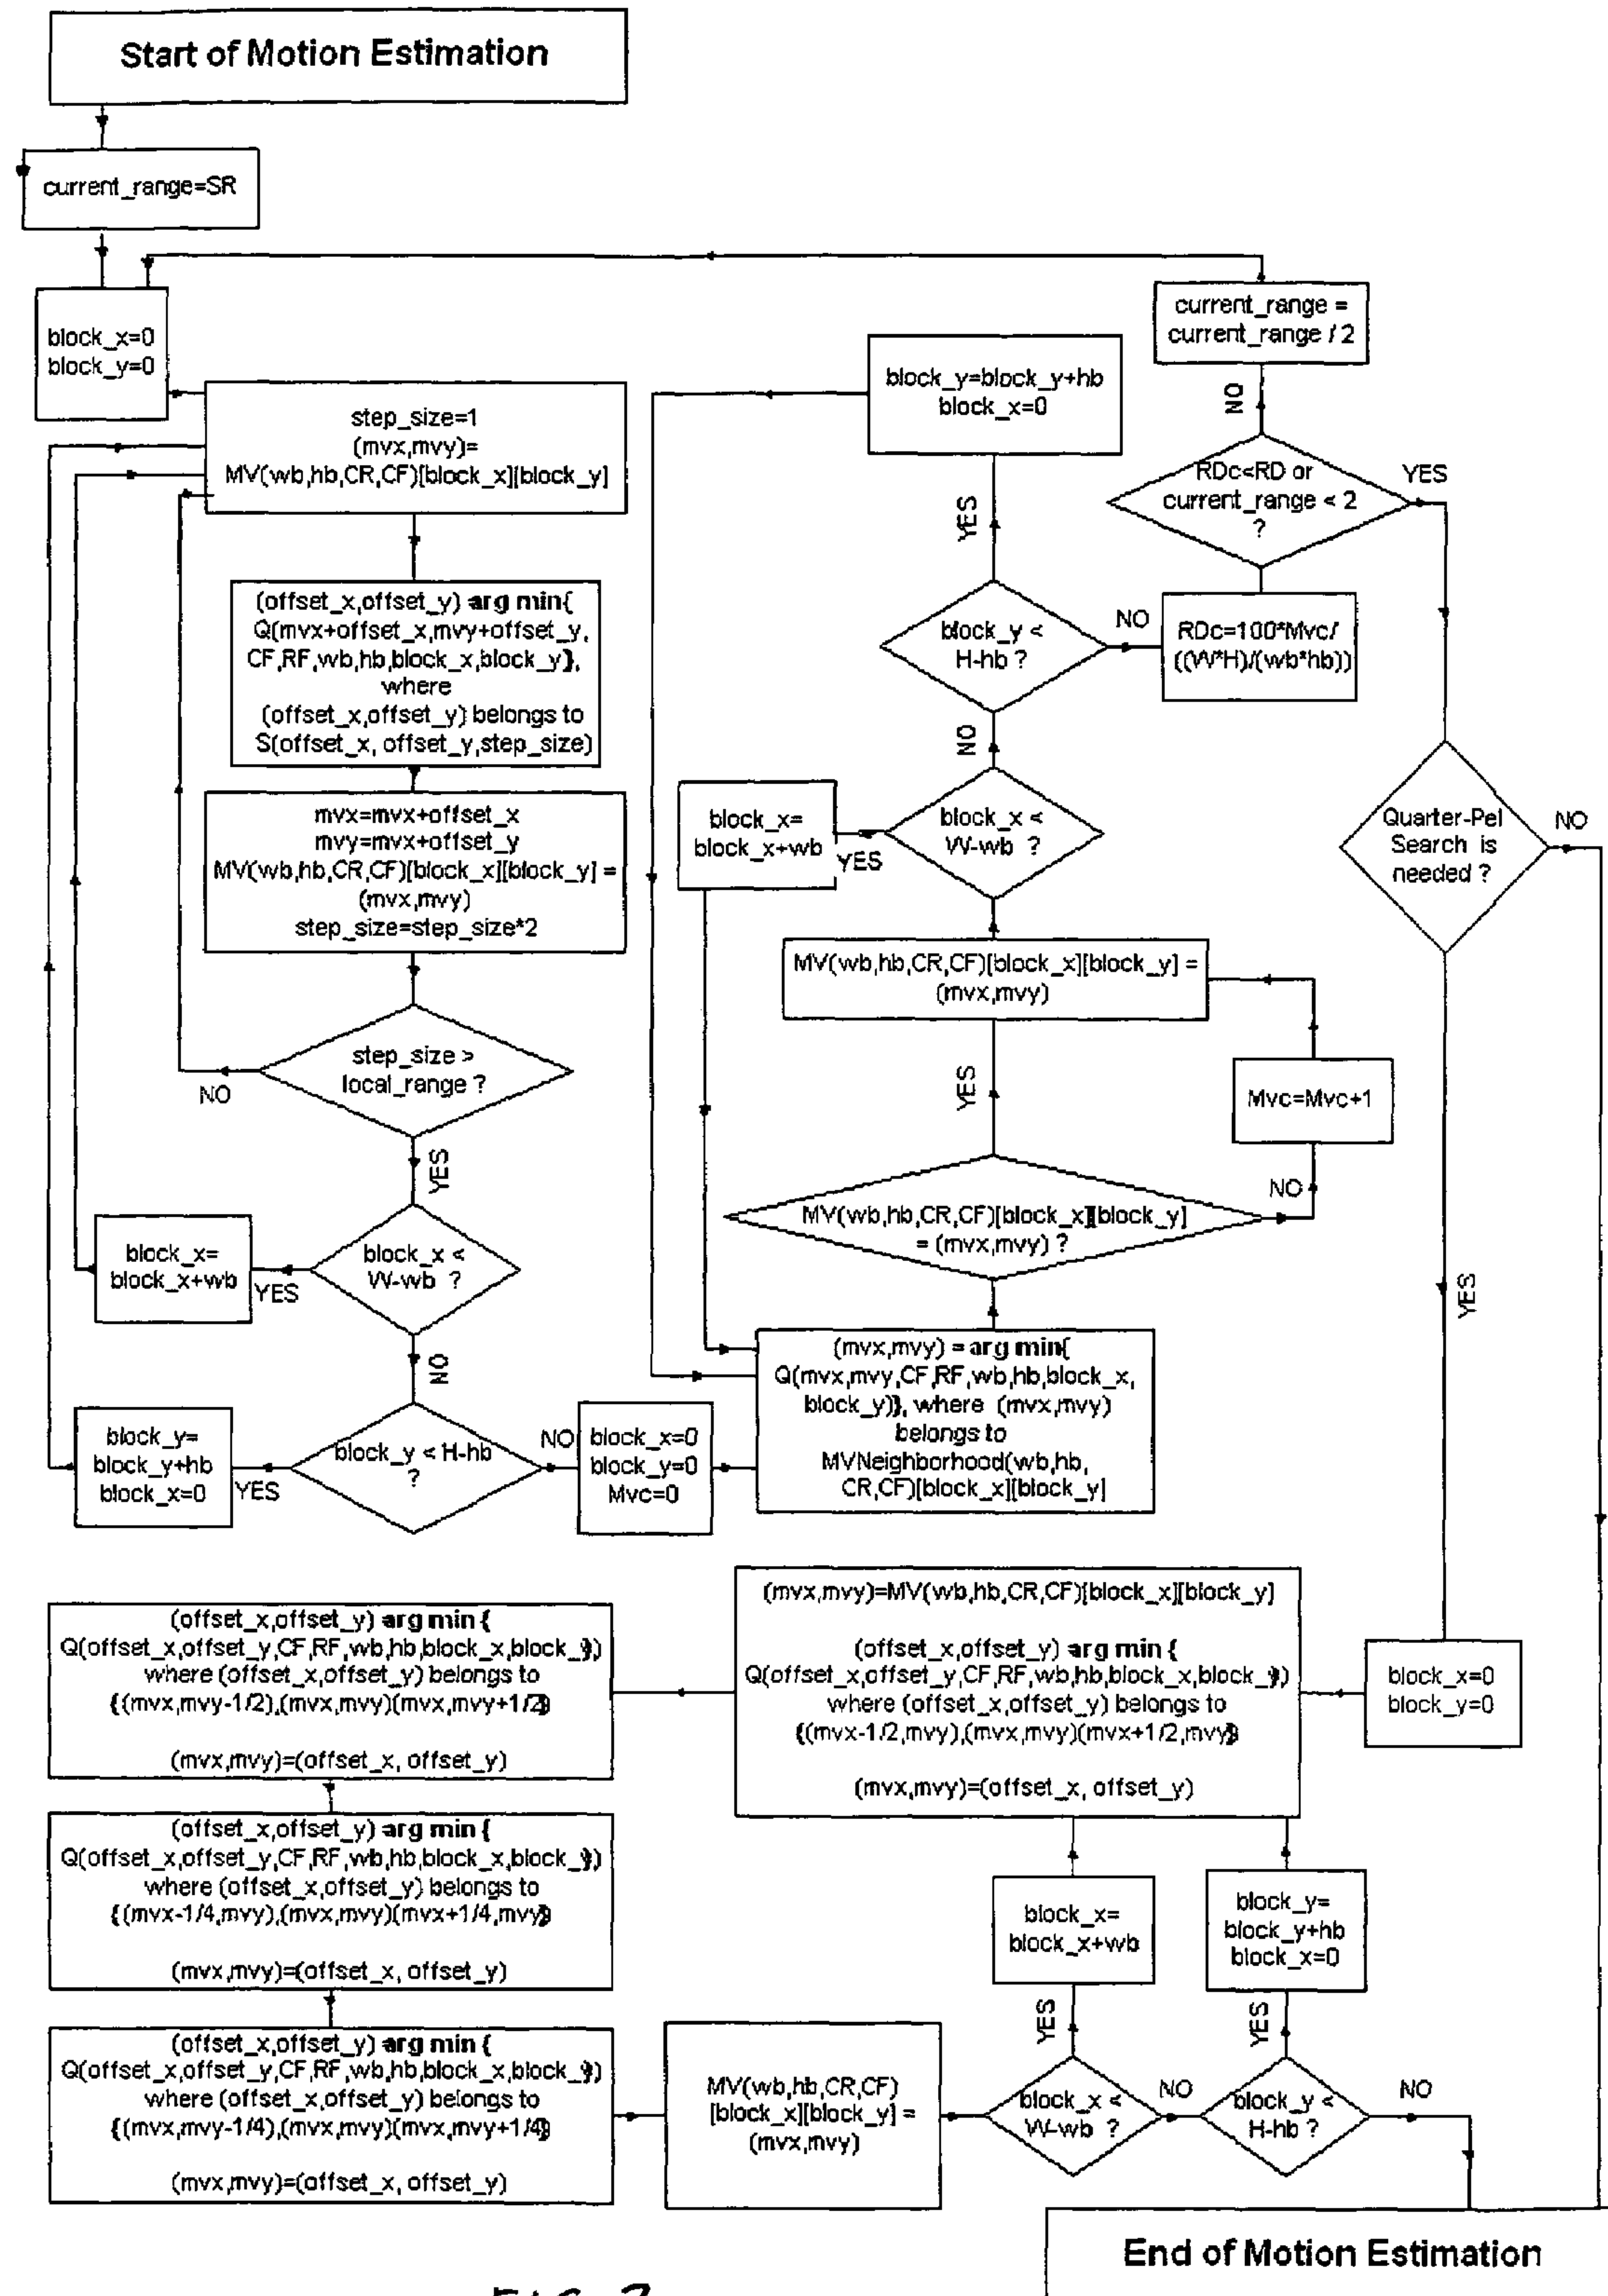 Start of Motion Estimation
current_range=SR
block_x=0
block_y=0
step_size=1
(mvx,mvy)=
MV(wb,hb,CR,CF)[block_x][block_y]
(offset_x,offset_y) arg min{
Q(mvx+offset_x,mvy+offset_y,
CF,RF,wb,hb,block_x,block_y},
where
(offset_x,offset_y) belongs to
S(offset_x, offset_y,step_size)
mvx=mvx+offset_x
mvy=mvx+offset_y
MV(wb,hb,CR,CF)[block_x][block_y] =
(mvx,mvy)
step_size=step_size*2
step_size >
local_range ?
NO
YES
block_x <
W-wb ?
YES
block_x=
block_x+wb
NO
block_y < H-hb
?
YES
block_y=
block_y+hb
block_x=0
NO
block_x=0
block_y=0
Mvc=0
(mvx,mvy) = arg min{
Q(mvx,mvy,CF,RF,wb,hb,block_x,
block_y)}, where (mvx,mvy)
belongs to
MVNeighborhood(wb,hb,
CR,CF)[block_x][block_y]
MV(wb,hb,CR,CF)[block_x][block_y]
= (mvx,mvy) ?
NO
Mvc=Mvc+1
YES
MV(wb,hb,CR,CF)[block_x][block_y] =
(mvx,mvy)
block_x <
W-wb ?
YES
block_x=
block_x+wb
NO
block_y <
H-hb ?
YES
block_y=block_y+hb
block_x=0
NO
RDc=100*Mvc/
((W*H)/(wb*hb))
RDc<RD or
current_range < 2
?
NO
current_range =
current_range / 2
YES
Quarter-Pel
Search is
needed ?
NO
YES
block_x=0
block_y=0
(mvx,mvy)=MV(wb,hb,CR,CF)[block_x][block_y]
(offset_x,offset_y) arg min {
Q(offset_x,offset_y,CF,RF,wb,hb,block_x,block_y)}
where (offset_x,offset_y) belongs to
{(mvx-1/2,mvy),(mvx,mvy)(mvx+1/2,mvy)}
(mvx,mvy)=(offset_x, offset_y)
(offset_x,offset_y) arg min {
Q(offset_x,offset_y,CF,RF,wb,hb,block_x,block_y)}
where (offset_x,offset_y) belongs to
{(mvx,mvy-1/2),(mvx,mvy)(mvx,mvy+1/2)}
(mvx,mvy)=(offset_x, offset_y)
(offset_x,offset_y) arg min {
Q(offset_x,offset_y,CF,RF,wb,hb,block_x,block_y)}
where (offset_x,offset_y) belongs to
{(mvx-1/4,mvy),(mvx,mvy)(mvx+1/4,mvy)}
(mvx,mvy)=(offset_x, offset_y)
(offset_x,offset_y) arg min {
Q(offset_x,offset_y,CF,RF,wb,hb,block_x,block_y)}
where (offset_x,offset_y) belongs to
{(mvx,mvy-1/4),(mvx,mvy)(mvx,mvy+1/4)}
(mvx,mvy)=(offset_x, offset_y)
MV(wb,hb,CR,CF)
[block_x][block_y] =
(mvx,mvy)
block_x <
W-wb ?
YES
block_x=
block_x+wb
NO
block_y <
H-hb ?
YES
block_y=
block_y+hb
block_x=0
NO
End of Motion Estimation